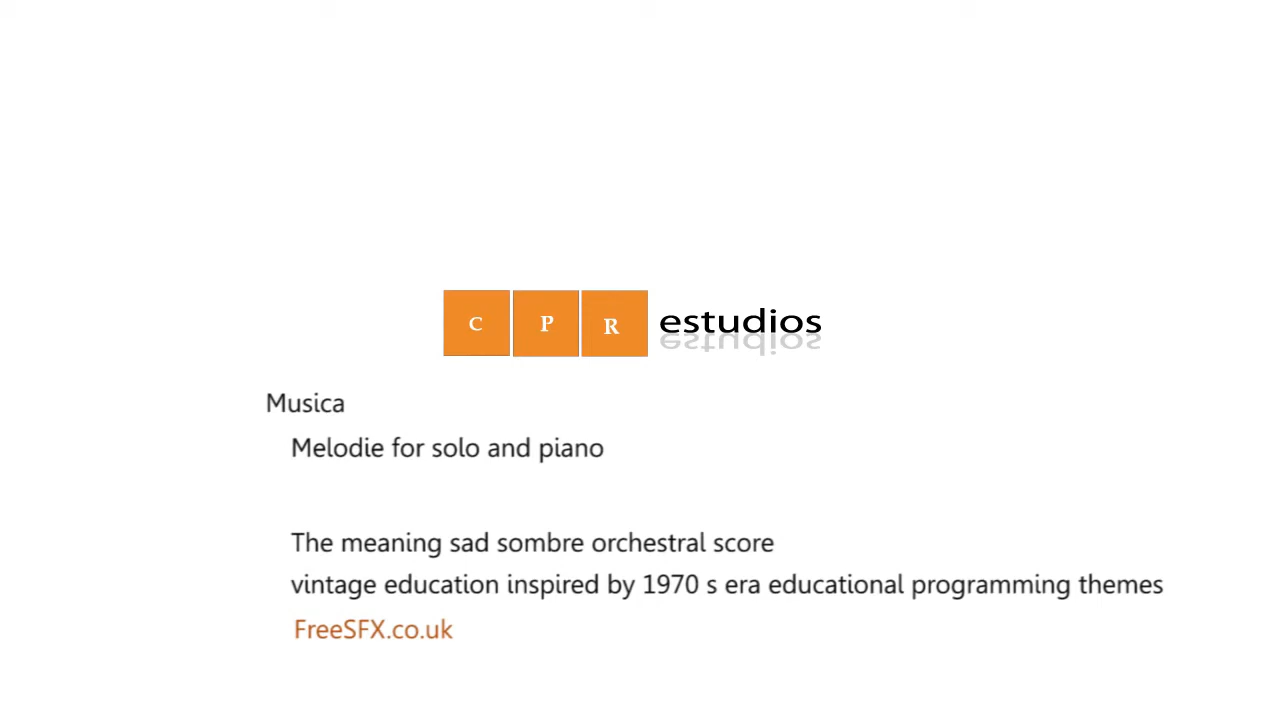 C P R estudios
Musica
Melodie for solo and piano
The meaning sad sombre orchestral score
vintage education inspired by 1970 s era educational programming themes
FreeSFX.co.uk